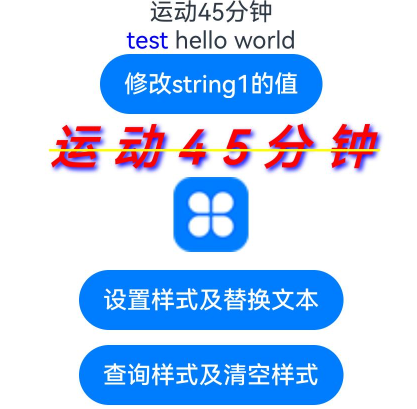 运动45分钟
test hello world
修改string1的值
运动45分钟
设置样式及替换文本
查询样式及清空样式